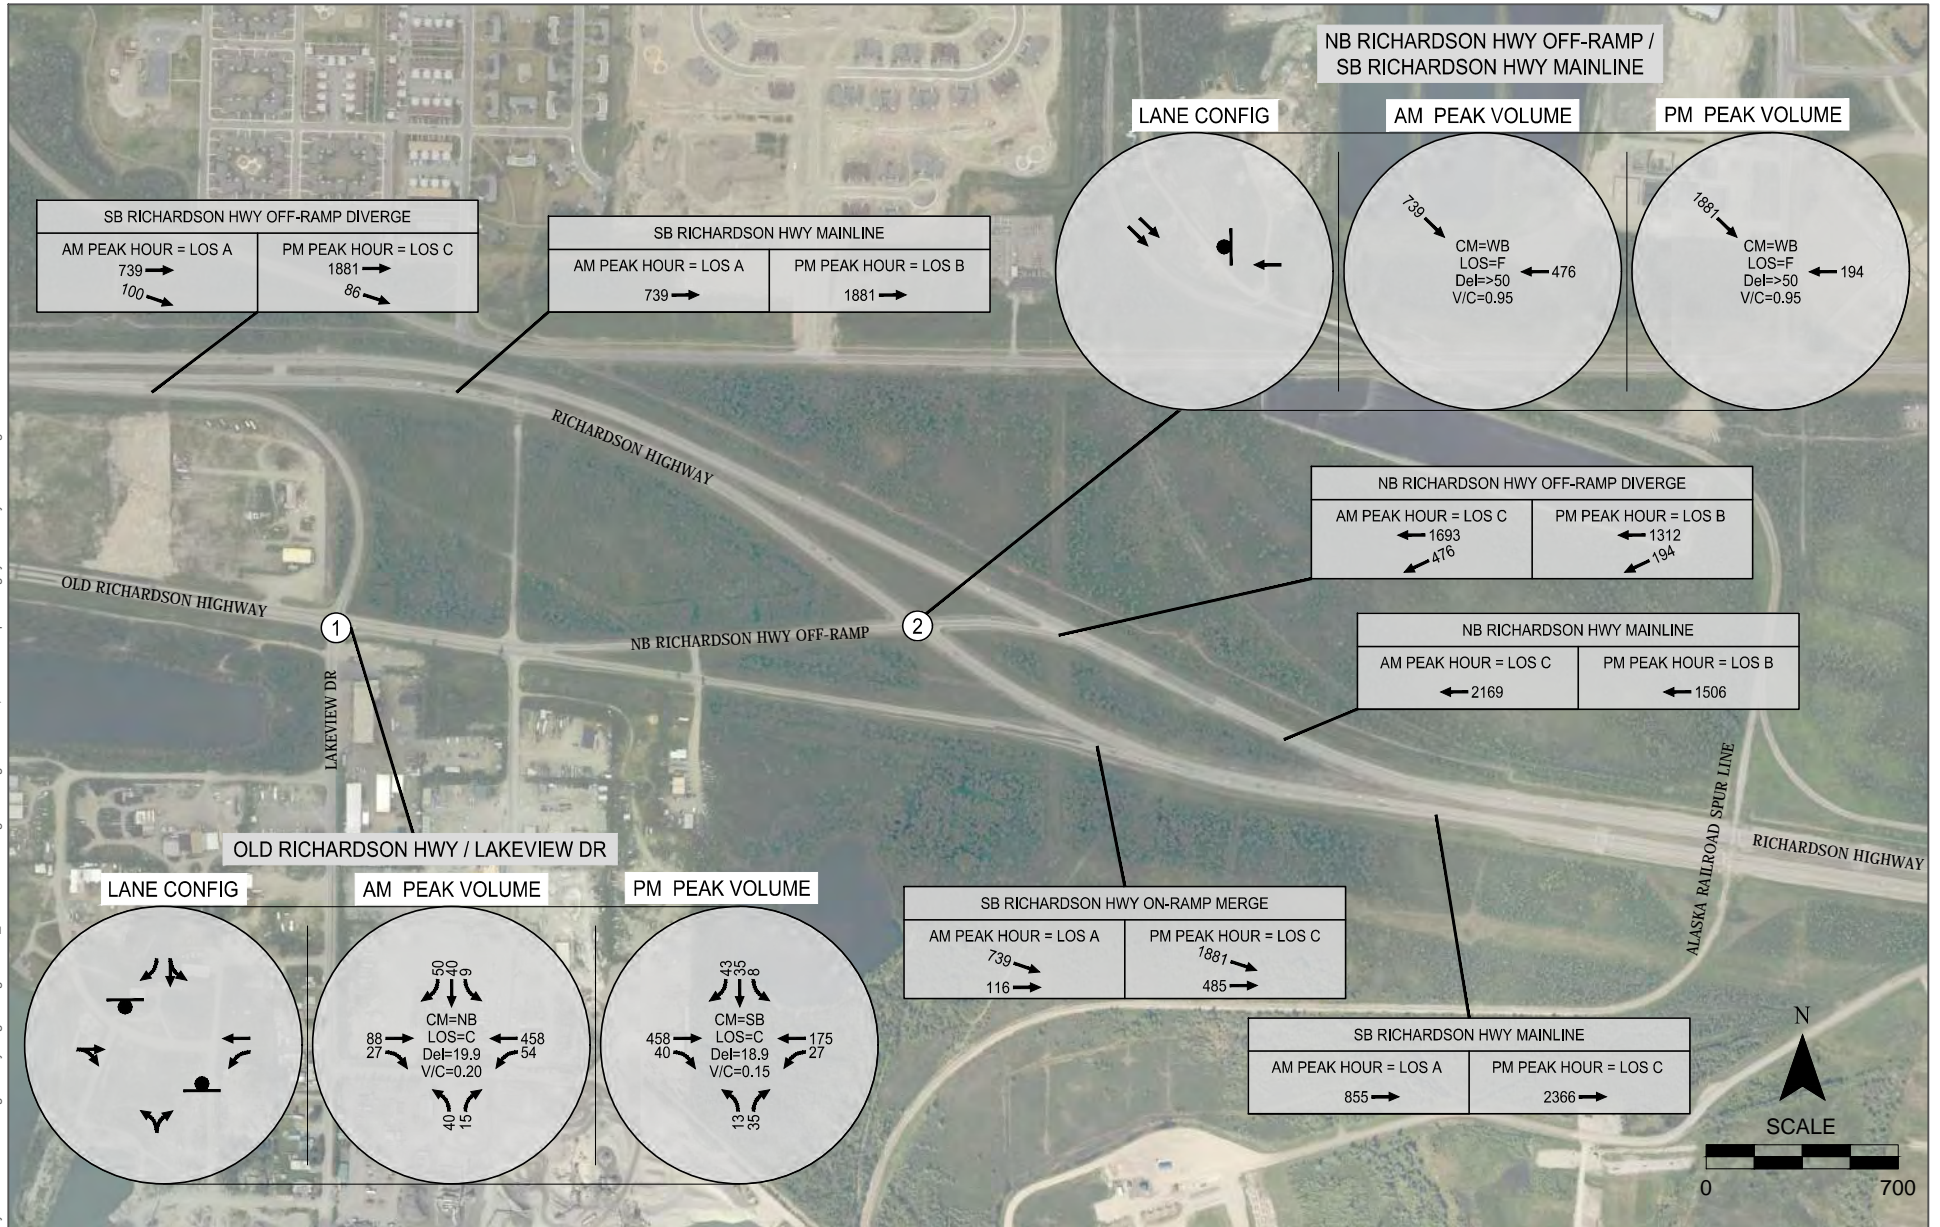 NB RICHARDSON HWY OFF-RAMP /
SB RICHARDSON HWY MAINLINE
LANE CONFIG
AM PEAK VOLUME
PM PEAK VOLUME
739
CM=WB
LOS=F
Del=>50
V/C=0.95
476
1881
CM=WB
LOS=F
Del=>50
V/C=0.95
194
SB RICHARDSON HWY OFF-RAMP DIVERGE
AM PEAK HOUR = LOS A
739
100
PM PEAK HOUR = LOS C
1881
86
SB RICHARDSON HWY MAINLINE
AM PEAK HOUR = LOS A
739
PM PEAK HOUR = LOS B
1881
RICHARDSON HIGHWAY
NB RICHARDSON HWY OFF-RAMP DIVERGE
AM PEAK HOUR = LOS C
1693
476
PM PEAK HOUR = LOS B
1312
194
OLD RICHARDSON HIGHWAY
1
NB RICHARDSON HWY OFF-RAMP
2
LAKEVIEW DR
NB RICHARDSON HWY MAINLINE
AM PEAK HOUR = LOS C
2169
PM PEAK HOUR = LOS B
1506
ALASKA RAILROAD SPUR LINE
RICHARDSON HIGHWAY
OLD RICHARDSON HWY / LAKEVIEW DR
LANE CONFIG
AM PEAK VOLUME
PM PEAK VOLUME
50 40 9
CM=NB
88 LOS=C 458
27 Del=19.9 54
V/C=0.20
40 15
43 35 8
CM=SB
458 LOS=C 175
40 Del=18.9 27
V/C=0.15
13 35
SB RICHARDSON HWY ON-RAMP MERGE
AM PEAK HOUR = LOS A
739
116
PM PEAK HOUR = LOS C
1881
485
SB RICHARDSON HWY MAINLINE
AM PEAK HOUR = LOS A
855
PM PEAK HOUR = LOS C
2366
N
SCALE
0 700